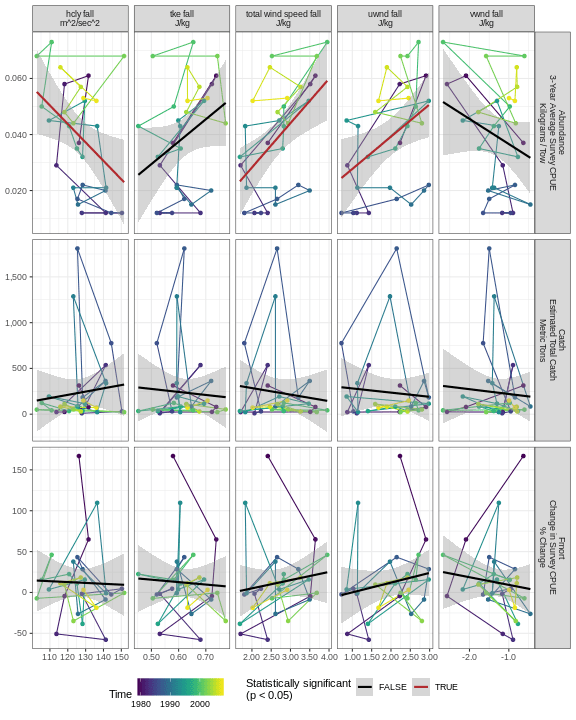 hcly fall
m^2/sec^2
tke fall
J/kg
total wind speed fall
J/kg
uwnd fall
J/kg
vwnd fall
J/kg
0.060
0.040
0.020
Abundance
3-Year Average Survey CPUE
Kilograms / Tow
1,500
1,000
500
0
Catch
Estimated Total Catch
Metric Tons
150
100
50
0
-50
Fmort
Change in Survey CPUE
% Change
110 120 130 140 150
0.50 0.60 0.70
2.00 2.50 3.00 3.50 4.00
1.00 1.50 2.00 2.50 3.00
-2.0 -1.0
Time
1980 1990 2000
Statistically significant
(p < 0.05)
FALSE
TRUE